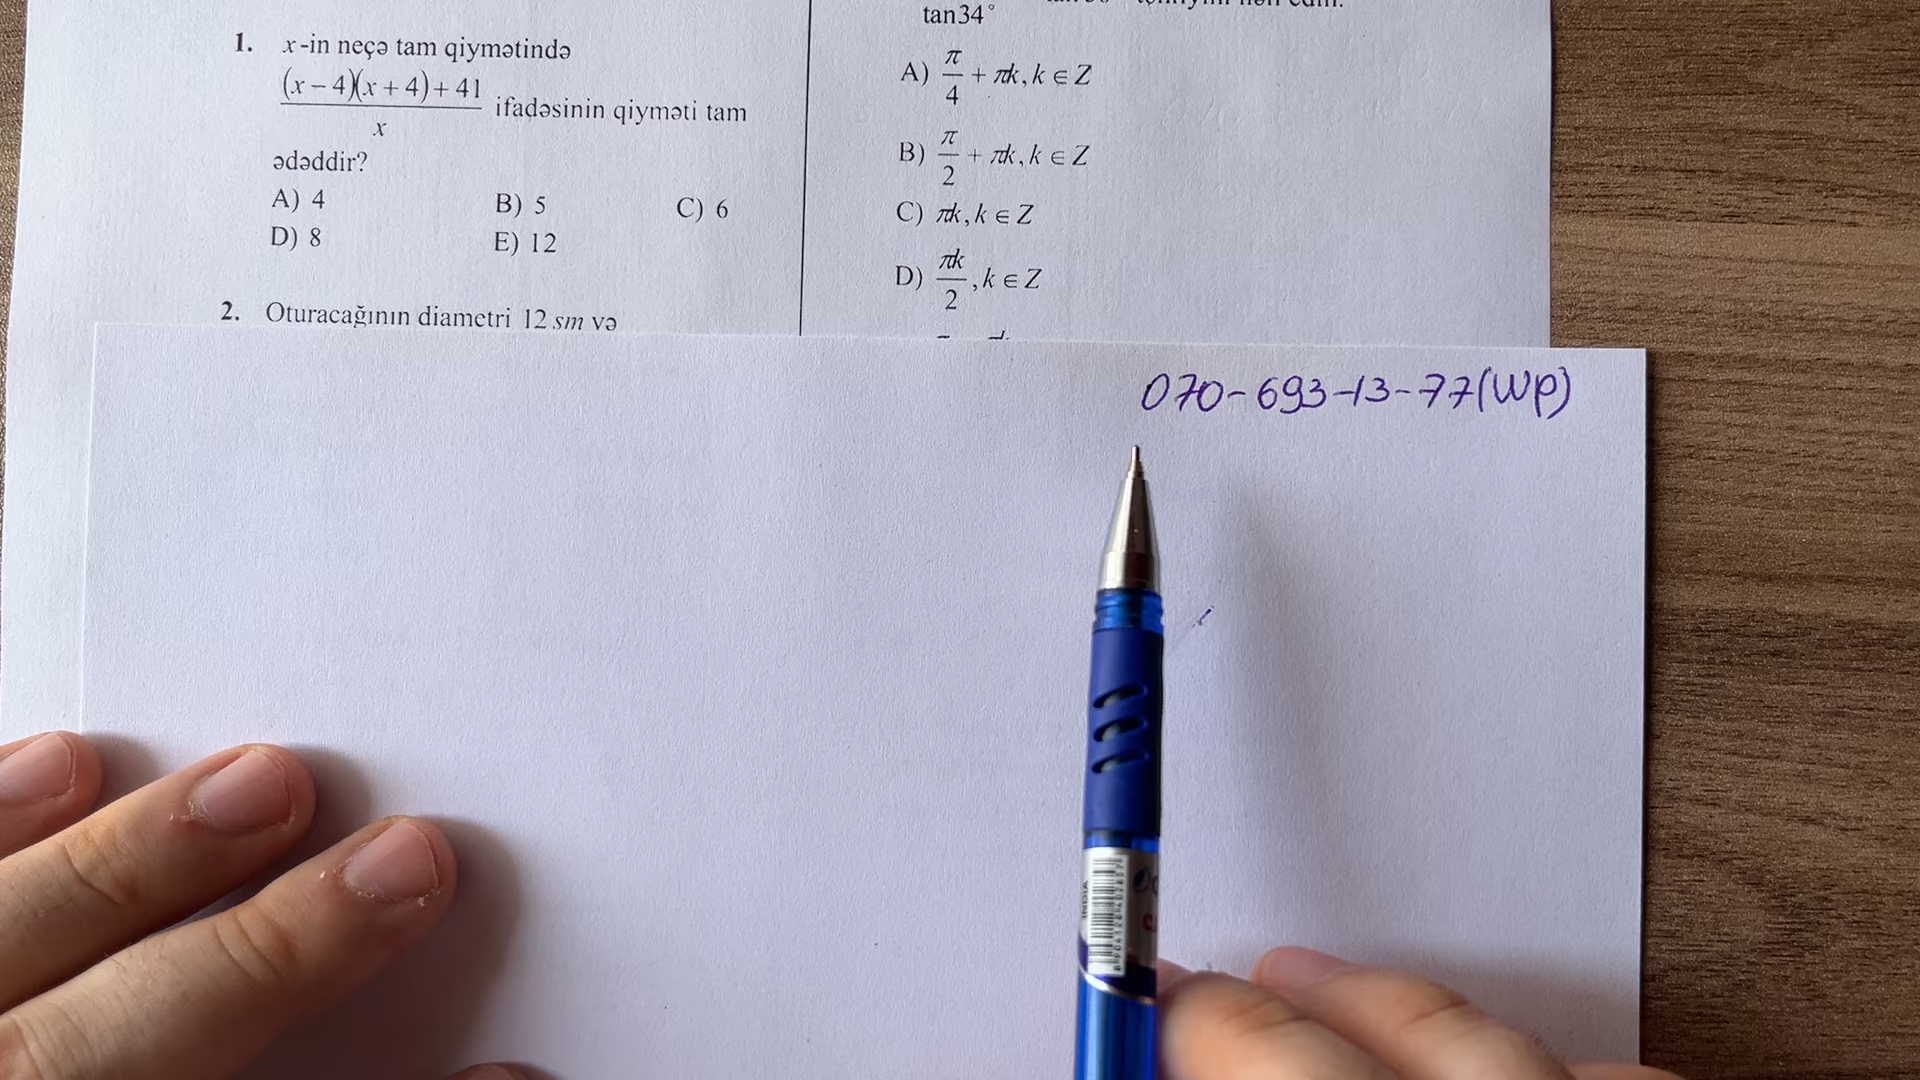 1. x-in neçə tam qiymətində
(x – 4)(x + 4) + 41
x
ifadəsinin qiyməti tam
ədəddir?
A) 4 B) 5 C) 6
D) 8 E) 12
2. Oturacağının diametri 12 sm və
tan34°
A) π/4 + πk, k ∈ Z
B) π/2 + πk, k ∈ Z
C) πk, k ∈ Z
D) πk/2, k ∈ Z
070-693-13-77(WP)
INDIA